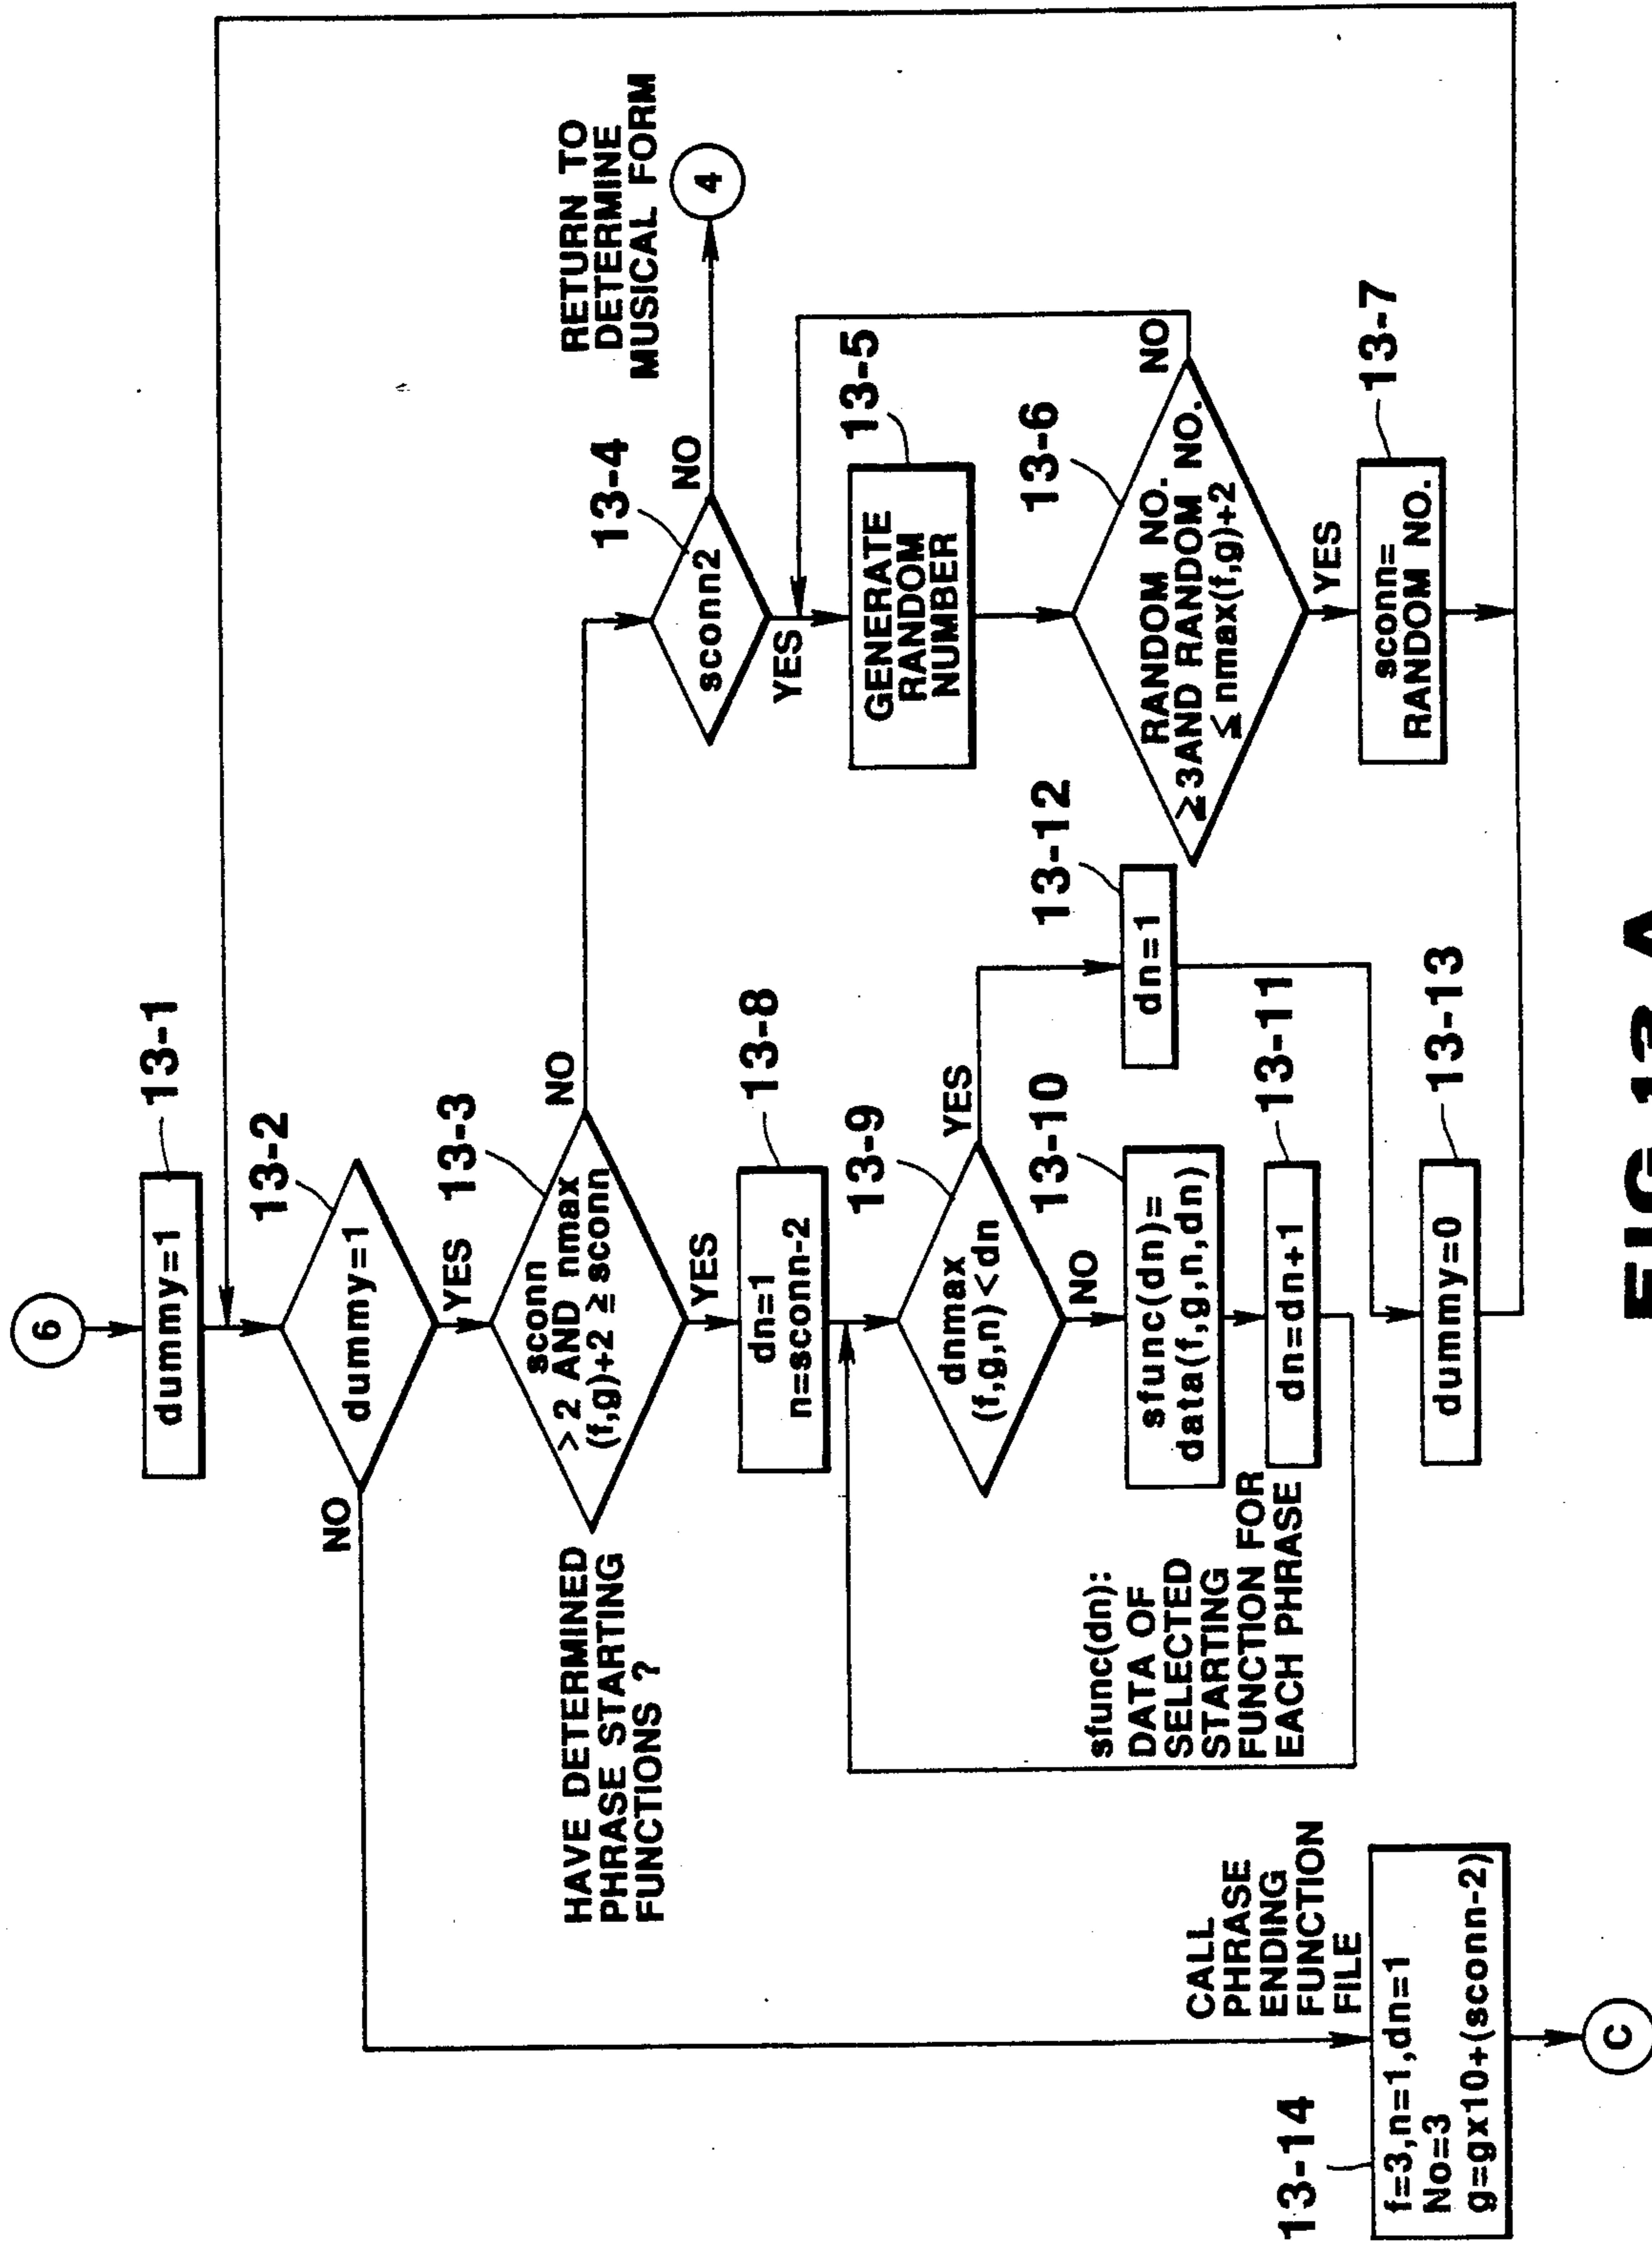 6
13-1
dummy=1
13-2
dummy=1
NO
YES
13-3
HAVE DETERMINED
PHRASE STARTING
FUNCTIONS ?
sconn
>2 AND nmax
(f,g)+2 ≧ sconn
NO
YES
13-4
sconn2
NO
YES
RETURN TO
DETERMINE
MUSICAL FORM
4
13-5
GENERATE
RANDOM
NUMBER
13-6
RANDOM NO.
≧3AND RANDOM NO.
≦ nmax(f,g)+2
NO
YES
13-7
sconn=
RANDOM NO.
13-8
dn=1
n=sconn-2
13-9
dnmax
(f,g,n)<dn
YES
NO
13-10
sfunc(dn)=
data(f,g,n,dn)
sfunc(dn):
DATA OF
SELECTED
STARTING
FUNCTION FOR
EACH PHRASE
13-11
dn=dn+1
13-12
dn=1
13-13
dummy=0
CALL
PHRASE
ENDING
FUNCTION
FILE
13-14
f=3,n=1,dn=1
No=3
g=gx10+(sconn-2)
C